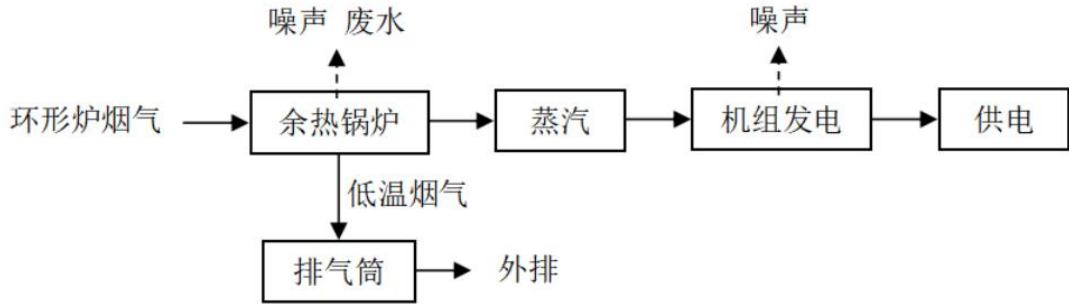 噪声 废水
噪声
环形炉烟气
余热锅炉
蒸汽
机组发电
供电
低温烟气
排气筒
外排